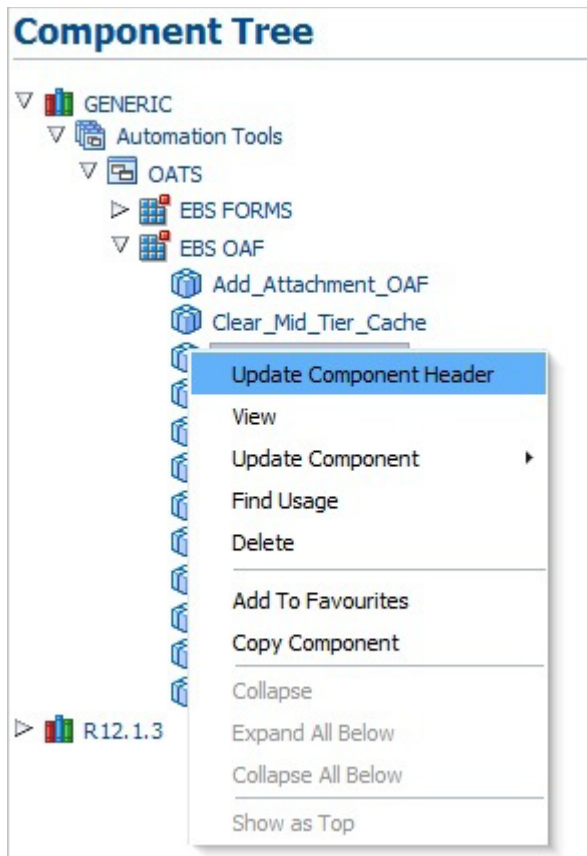 Component Tree
GENERIC
Automation Tools
OATS
EBS FORMS
EBS OAF
Add_Attachment_OAF
Clear_Mid_Tier_Cache
Update Component Header
View
Update Component
Find Usage
Delete
Add To Favourites
Copy Component
Collapse
Expand All Below
Collapse All Below
Show as Top
R12.1.3